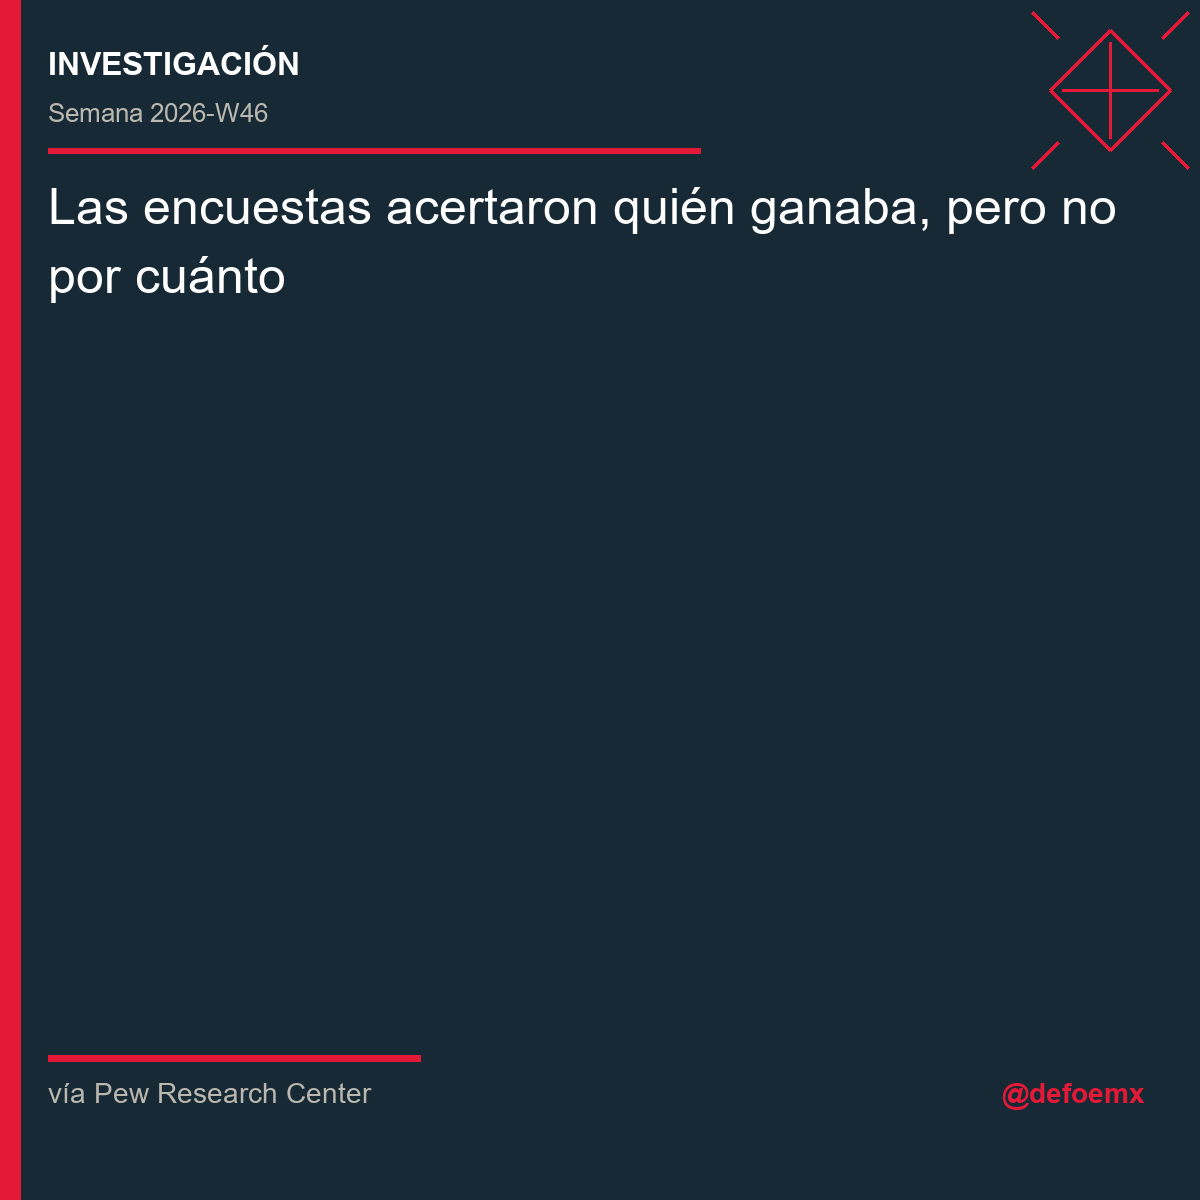 INVESTIGACIÓN
Semana 2026-W46
Las encuestas acertaron quién ganaba, pero no
por cuánto
vía Pew Research Center
@defoemx